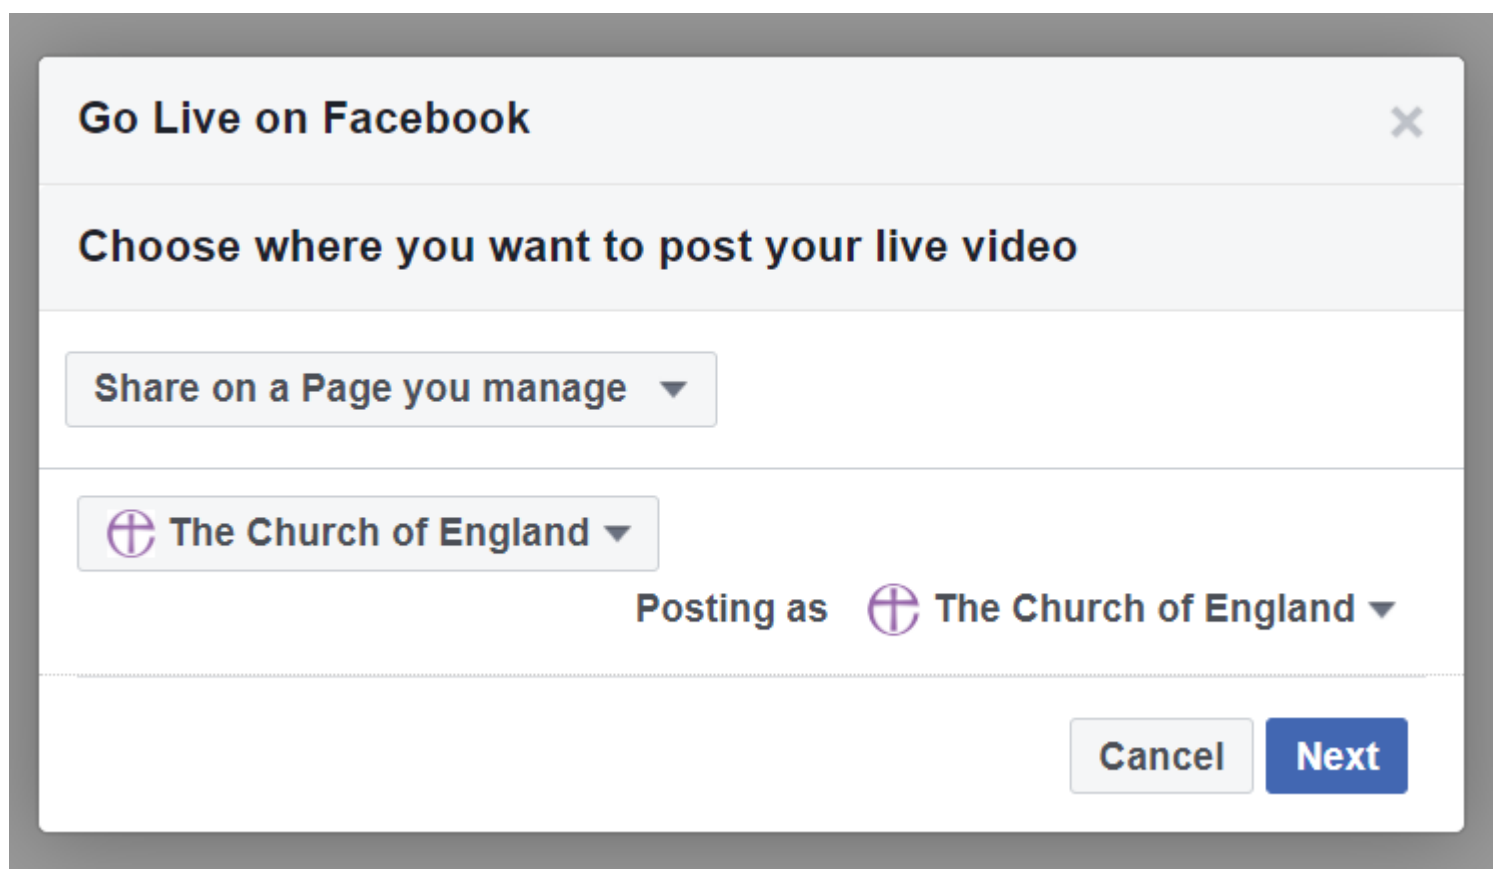 Go Live on Facebook
Choose where you want to post your live video
Share on a Page you manage
The Church of England
Posting as The Church of England
Cancel Next